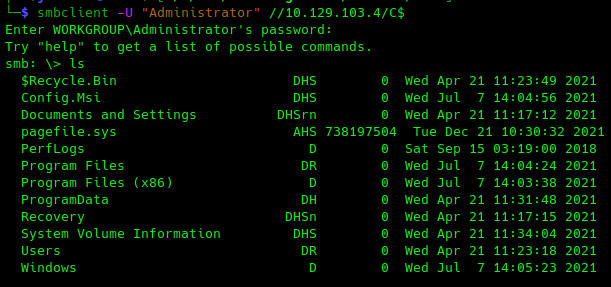 └─$ smbclient -U "Administrator" //10.129.103.4/C$
Enter WORKGROUP\Administrator's password:
Try "help" to get a list of possible commands.
smb: \> ls
  $Recycle.Bin                      DHS        0  Wed Apr 21 11:23:49 2021
  Config.Msi                        DHS        0  Wed Jul  7 14:04:56 2021
  Documents and Settings          DHSrn        0  Wed Apr 21 11:17:12 2021
  pagefile.sys                      AHS 738197504  Tue Dec 21 10:30:32 2021
  PerfLogs                            D        0  Sat Sep 15 03:19:00 2018
  Program Files                      DR        0  Wed Jul  7 14:04:24 2021
  Program Files (x86)                 D        0  Wed Jul  7 14:03:38 2021
  ProgramData                        DH        0  Wed Apr 21 11:31:48 2021
  Recovery                         DHSn        0  Wed Apr 21 11:17:15 2021
  System Volume Information         DHS        0  Wed Apr 21 11:34:04 2021
  Users                              DR        0  Wed Apr 21 11:23:18 2021
  Windows                             D        0  Wed Jul  7 14:05:23 2021